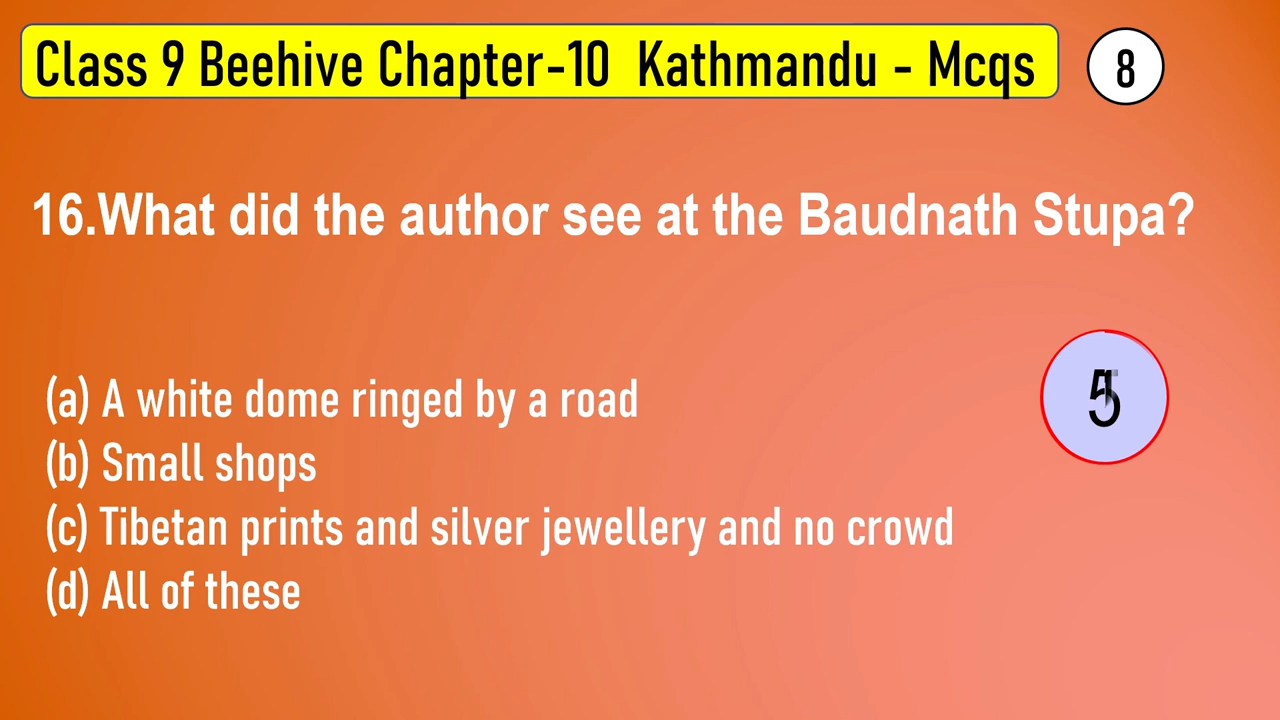 Class 9 Beehive Chapter-10 Kathmandu - Mcqs
8
16.What did the author see at the Baudnath Stupa?
(a) A white dome ringed by a road
(b) Small shops
(c) Tibetan prints and silver jewellery and no crowd
(d) All of these